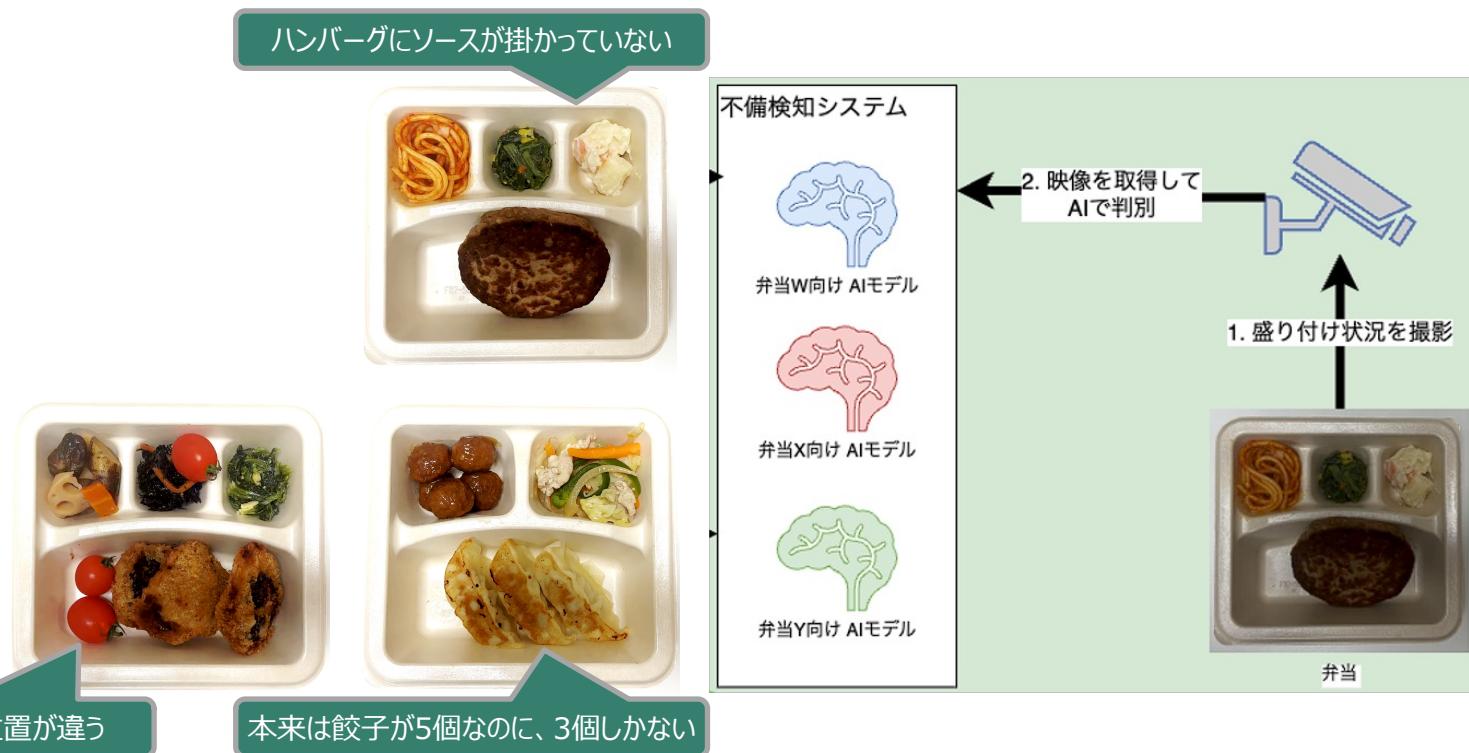 ハンバーグにソースが掛かっていない
不備検知システム
2. 映像を取得して
AIで判別
弁当W向け AIモデル
1. 盛り付け状況を撮影
弁当X向け AIモデル
弁当Y向け AIモデル
弁当
置が違う
本来は餃子が5個なのに、3個しかない